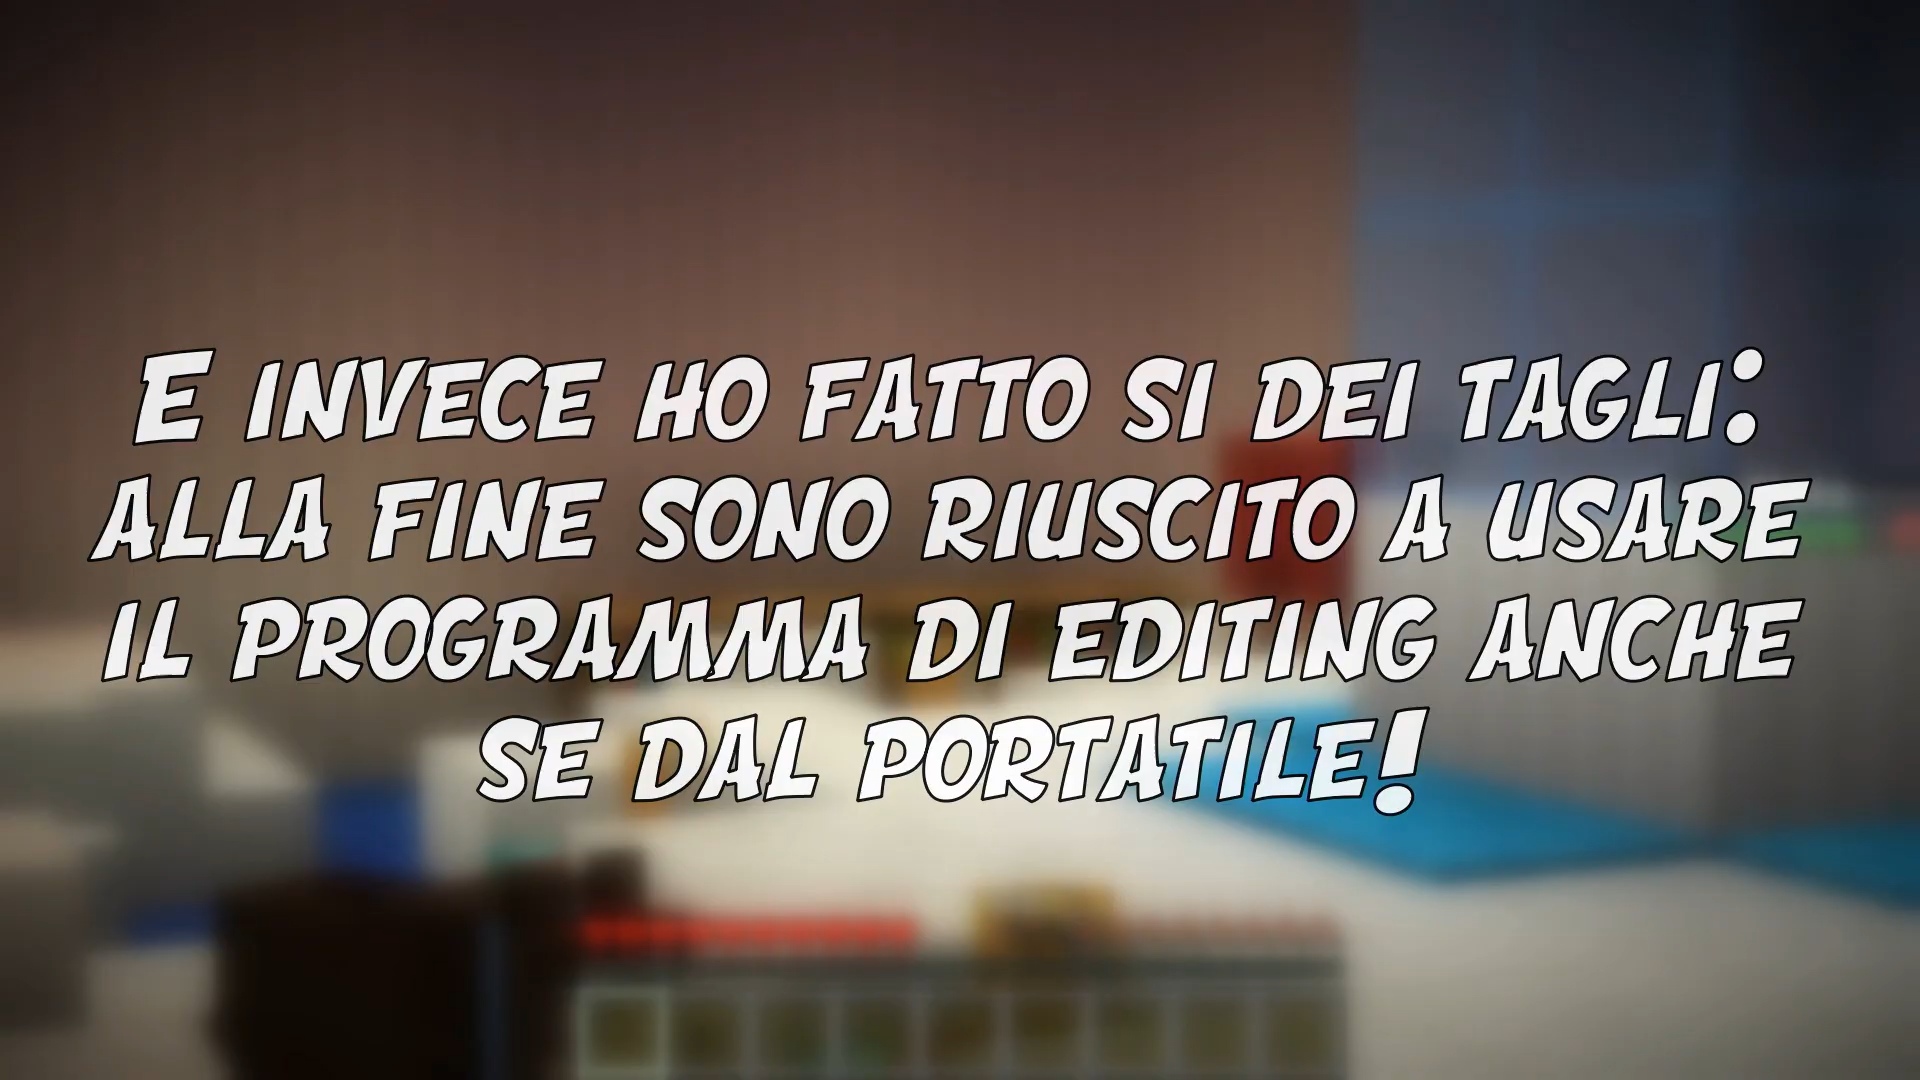 E INVECE HO FATTO SI DEI TAGLI:
ALLA FINE SONO RIUSCITO A USARE
IL PROGRAMMA DI EDITING ANCHE
SE DAL PORTATILE!